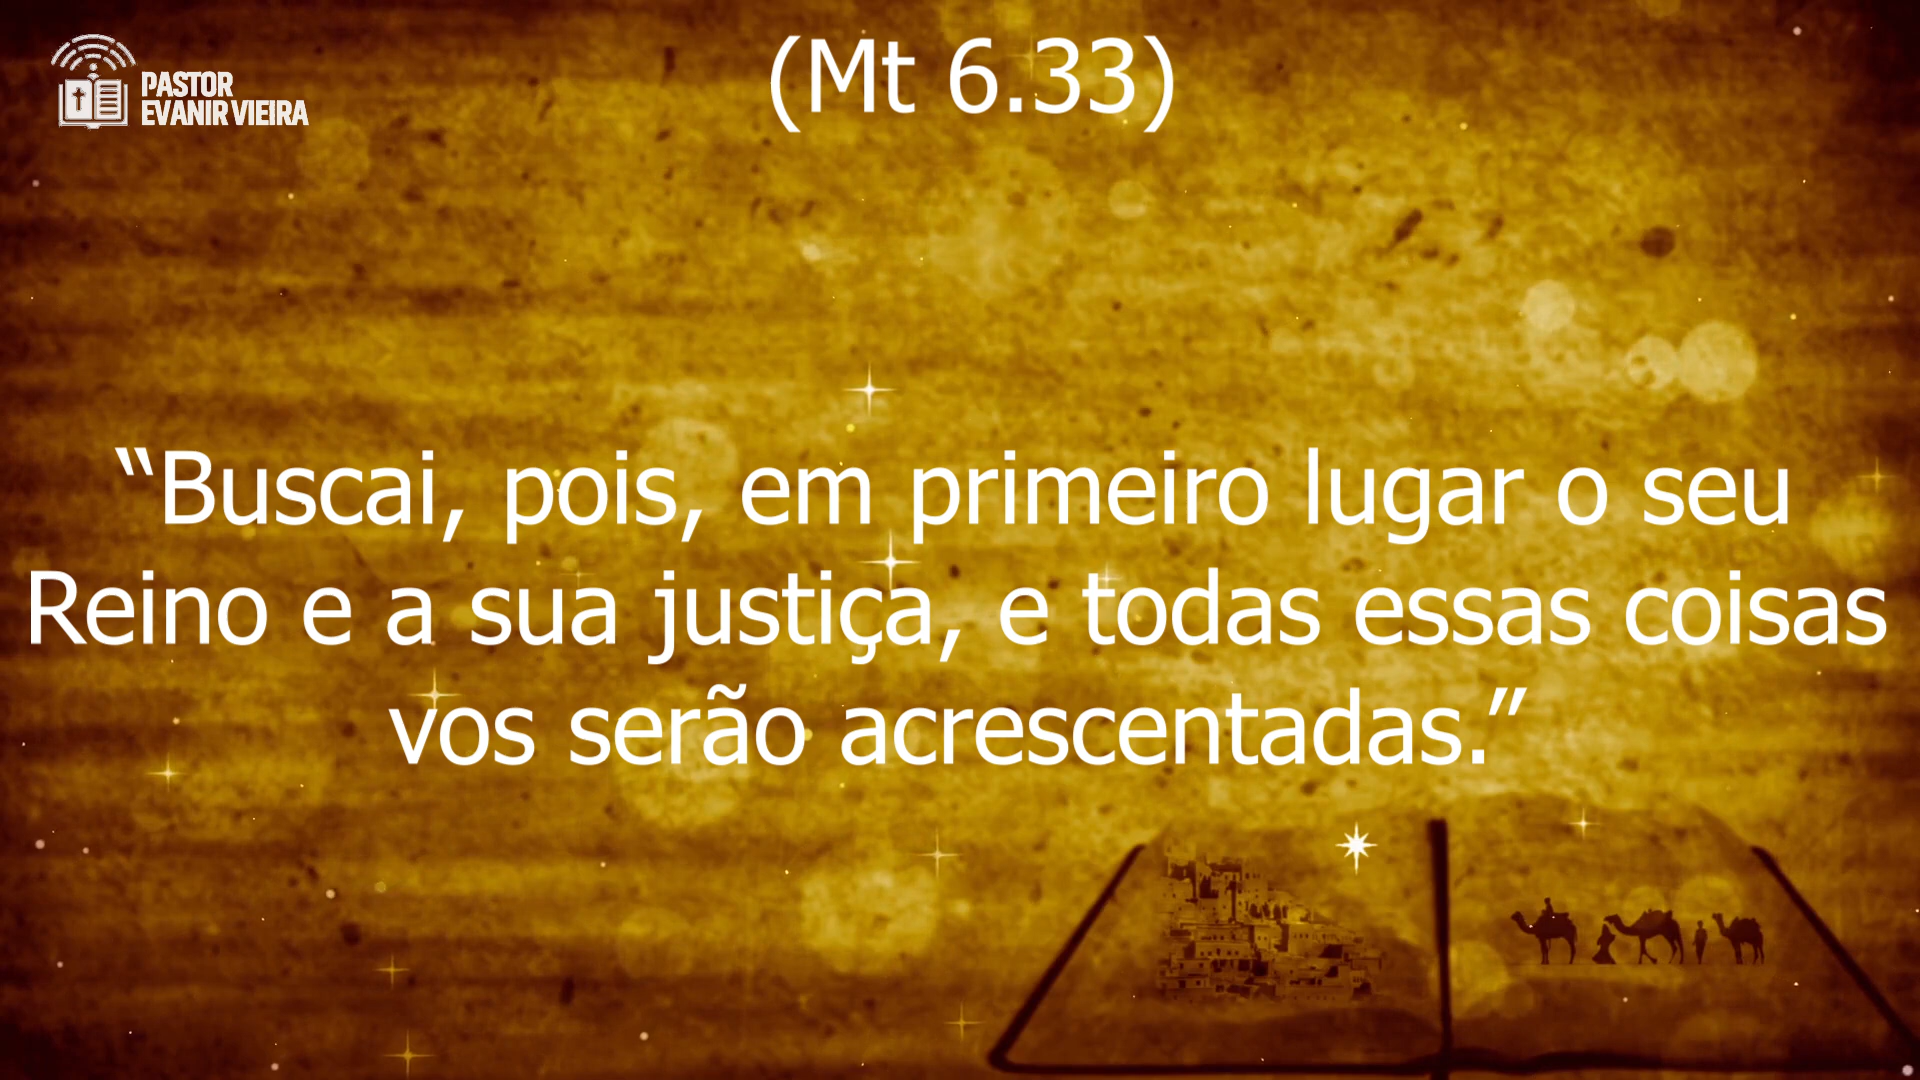 PASTOR
EVANIR VIEIRA
(Mt 6.33)
“Buscai, pois, em primeiro lugar o seu
Reino e a sua justiça, e todas essas coisas
vos serão acrescentadas.”